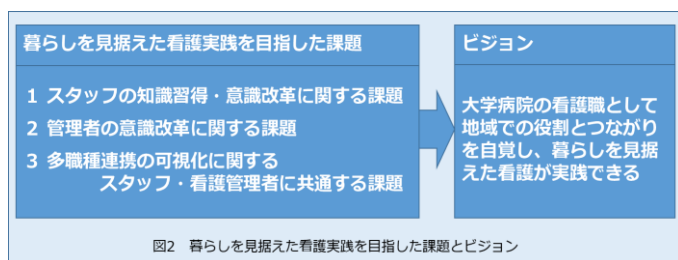 暮らしを見据えた看護実践を目指した課題
1 スタッフの知識習得・意識改革に関する課題
2 管理者の意識改革に関する課題
3 多職種連携の可視化に関する
スタッフ・看護管理者に共通する課題
ビジョン
大学病院の看護職として
地域での役割とつながり
を自覚し、暮らしを見据
えた看護が実践できる
図2 暮らしを見据えた看護実践を目指した課題とビジョン